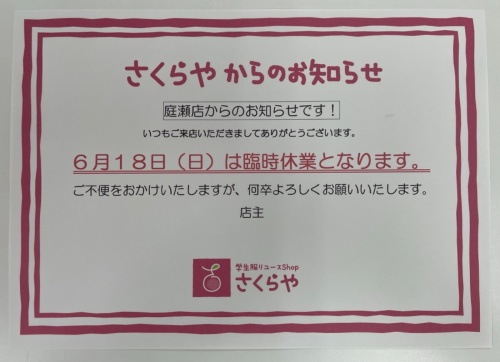 さくらや からのお知らせ
庭瀬店からのお知らせです！
いつもご来店いただきましてありがとうございます。
６月１８日（日）は臨時休業となります。
ご不便をおかけいたしますが、何卒よろしくお願いいたします。
店主
学生服リユースShop
さくらや